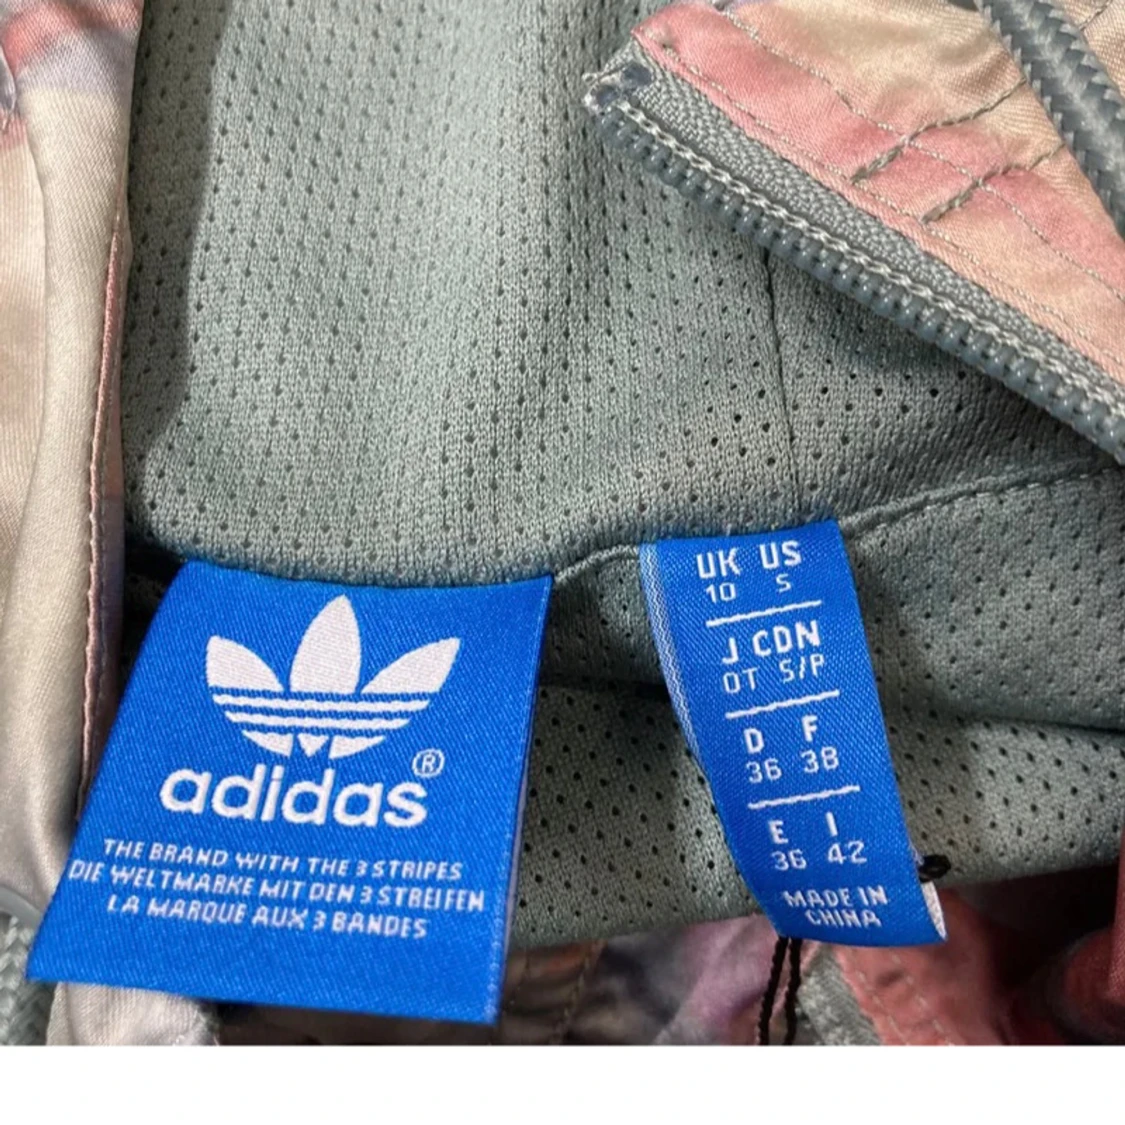 adidas®
THE BRAND WITH THE 3 STRIPES
DIE WELTMARKE MIT DEN 3 STREIFEN
LA MARQUE AUX 3 BANDES
UK US
10 S
J CDN
OT S/P
D F
36 38
E I
36 42
MADE IN
CHINA